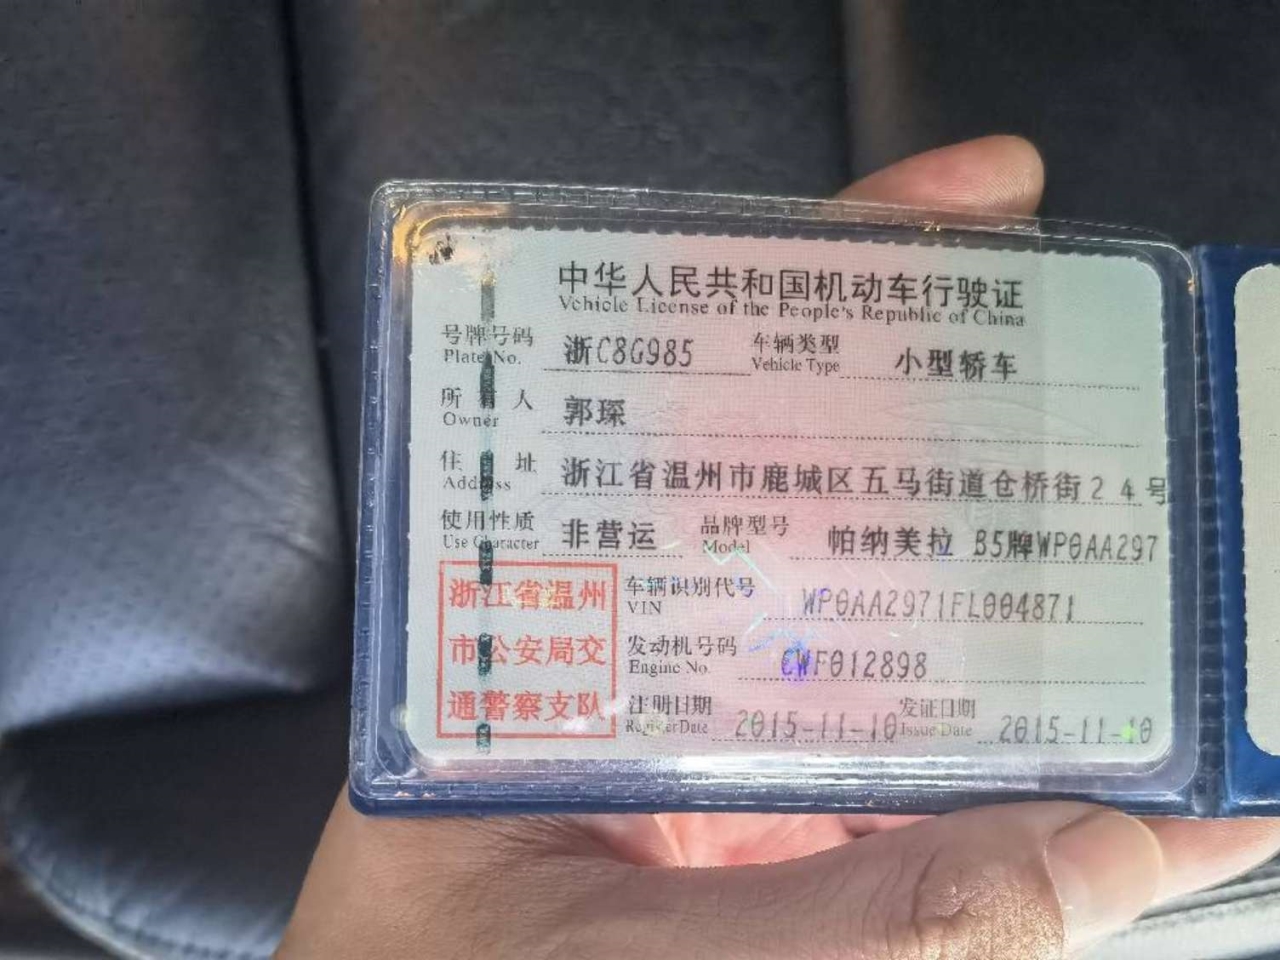 中华人民共和国机动车行驶证
Vehicle License of the People's Republic of China
号牌号码 浙C8G985 车辆类型 小型轿车
Plate No. Vehicle Type
所有人 郭琛
Owner
住址 浙江省温州市鹿城区五马街道仓桥街24号
Address
使用性质 非营运 品牌型号 帕纳美拉 B5牌WP0AA297
Use Character Model
浙江省温州 车辆识别代号 WP0AA2971FL004871
VIN
市公安局交 发动机号码 CWF012898
Engine No.
通警察支队 注册日期 2015-11-10 发证日期 2015-11-10
Register Date Issue Date